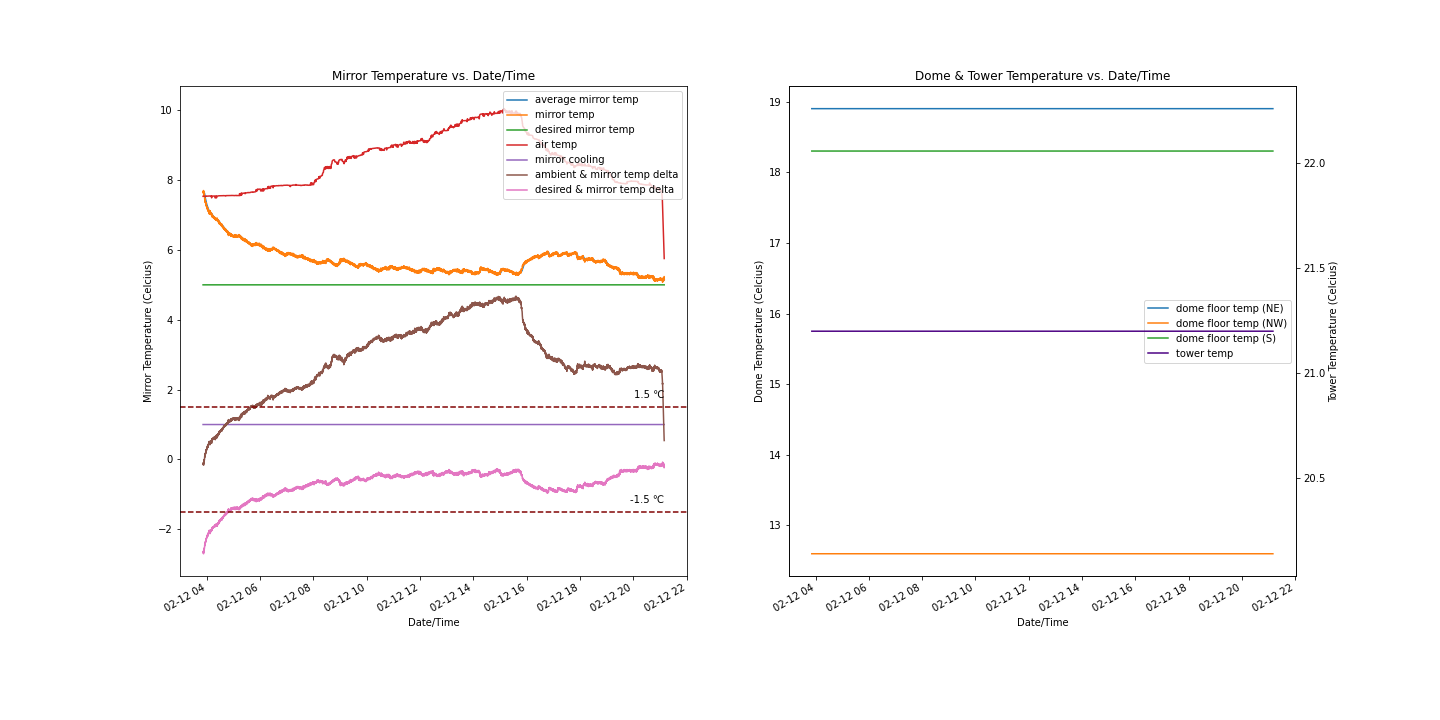 Mirror Temperature vs. Date/Time
Mirror Temperature (Celcius)
10
8
6
4
2
0
−2
average mirror temp
mirror temp
desired mirror temp
air temp
mirror cooling
ambient & mirror temp delta
desired & mirror temp delta
1.5 °C
-1.5 °C
02-12 04
02-12 06
02-12 08
02-12 10
02-12 12
02-12 14
02-12 16
02-12 18
02-12 20
02-12 22
Date/Time
Dome & Tower Temperature vs. Date/Time
Dome Temperature (Celcius)
19
18
17
16
15
14
13
dome floor temp (NE)
dome floor temp (NW)
dome floor temp (S)
tower temp
22.0
21.5
21.0
20.5
Tower Temperature (Celcius)
02-12 04
02-12 06
02-12 08
02-12 10
02-12 12
02-12 14
02-12 16
02-12 18
02-12 20
02-12 22
Date/Time